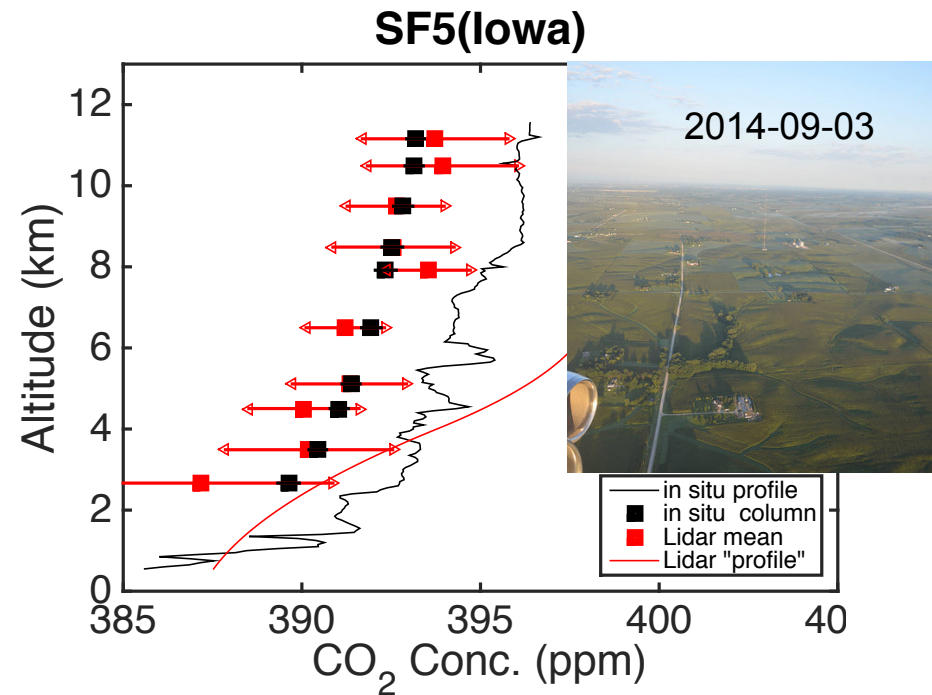 SF5(Iowa)
2014-09-03
12
10
8
6
4
2
0
Altitude (km)
385
390
395
400
40
CO2 Conc. (ppm)
in situ profile
in situ column
Lidar mean
Lidar "profile"